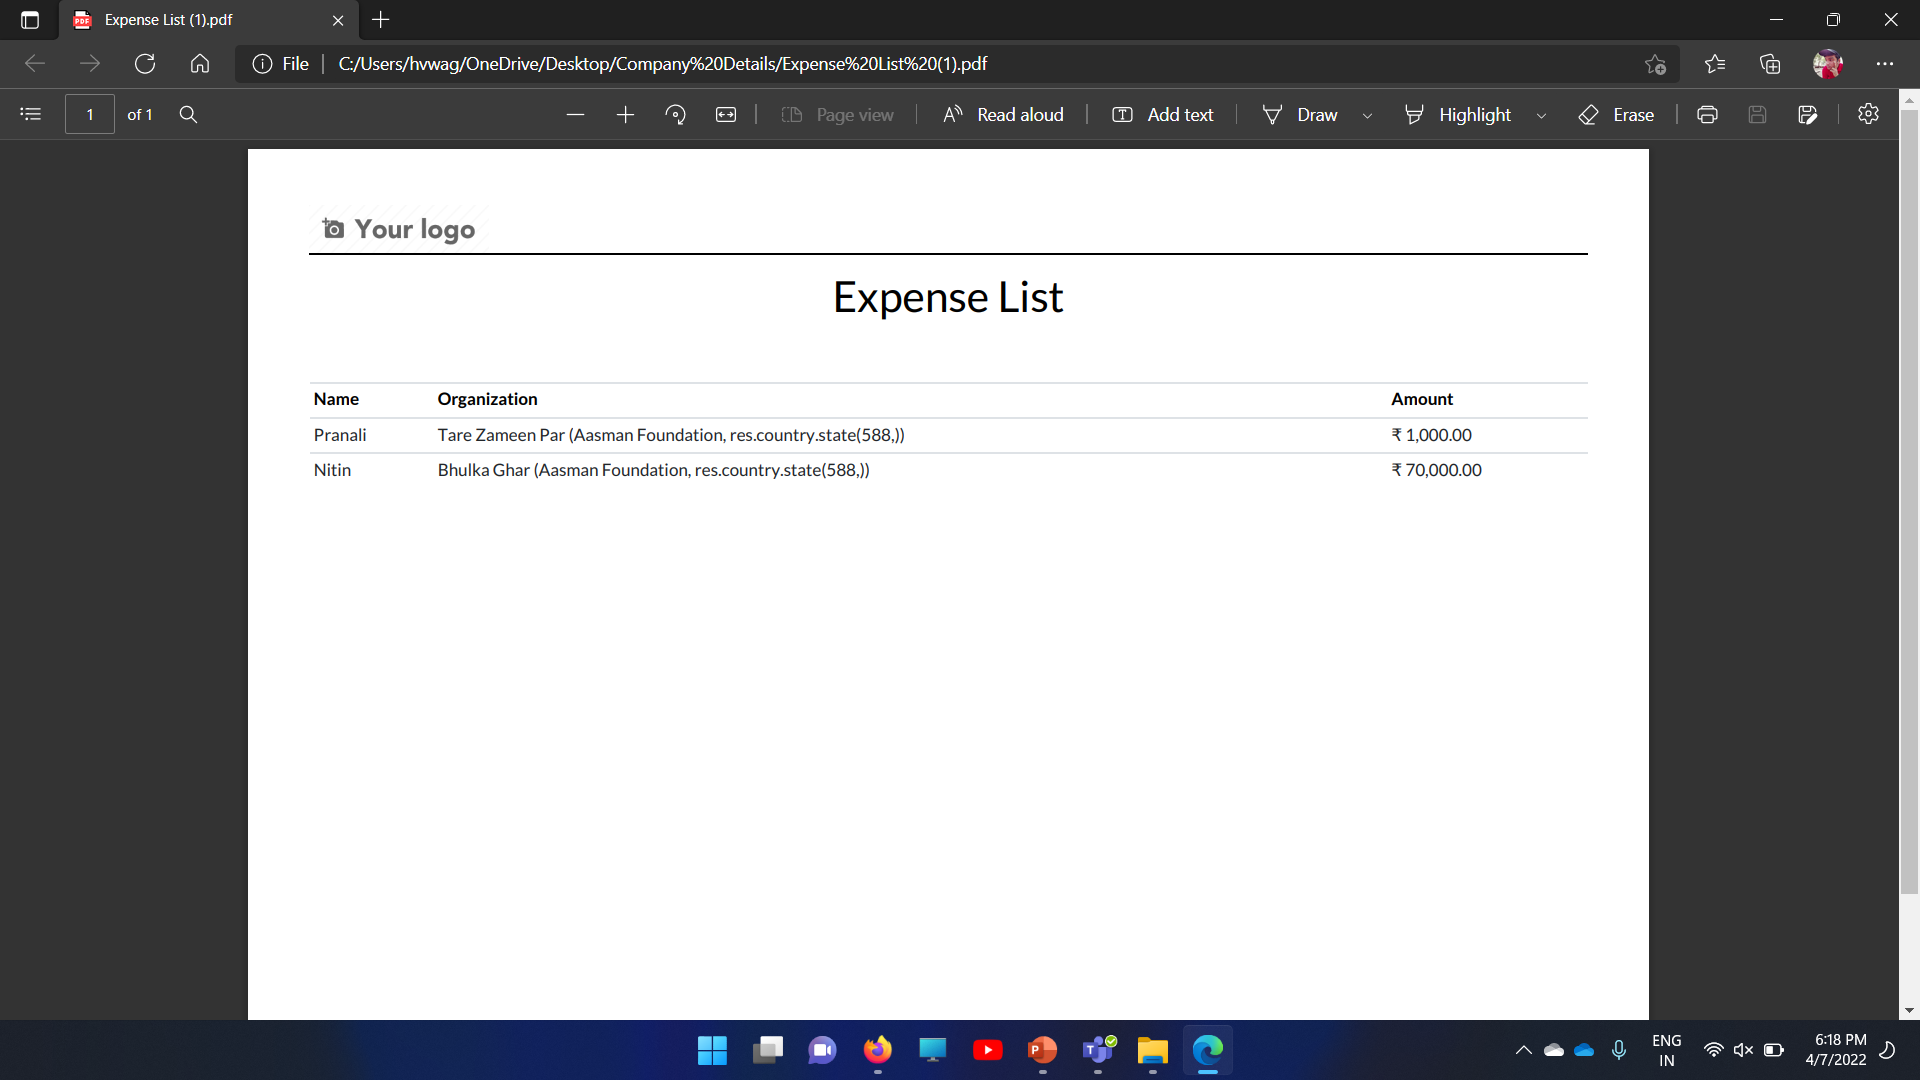 Expense List (1).pdf
File C:/Users/hvwag/OneDrive/Desktop/Company%20Details/Expense%20List%20(1).pdf
1 of 1 Page view Read aloud Add text Draw Highlight Erase
Your logo
Expense List
Name Organization Amount
Pranali Tare Zameen Par (Aasman Foundation, res.country.state(588,)) ₹ 1,000.00
Nitin Bhulka Ghar (Aasman Foundation, res.country.state(588,)) ₹ 70,000.00
ENG 6:18 PM
IN 4/7/2022